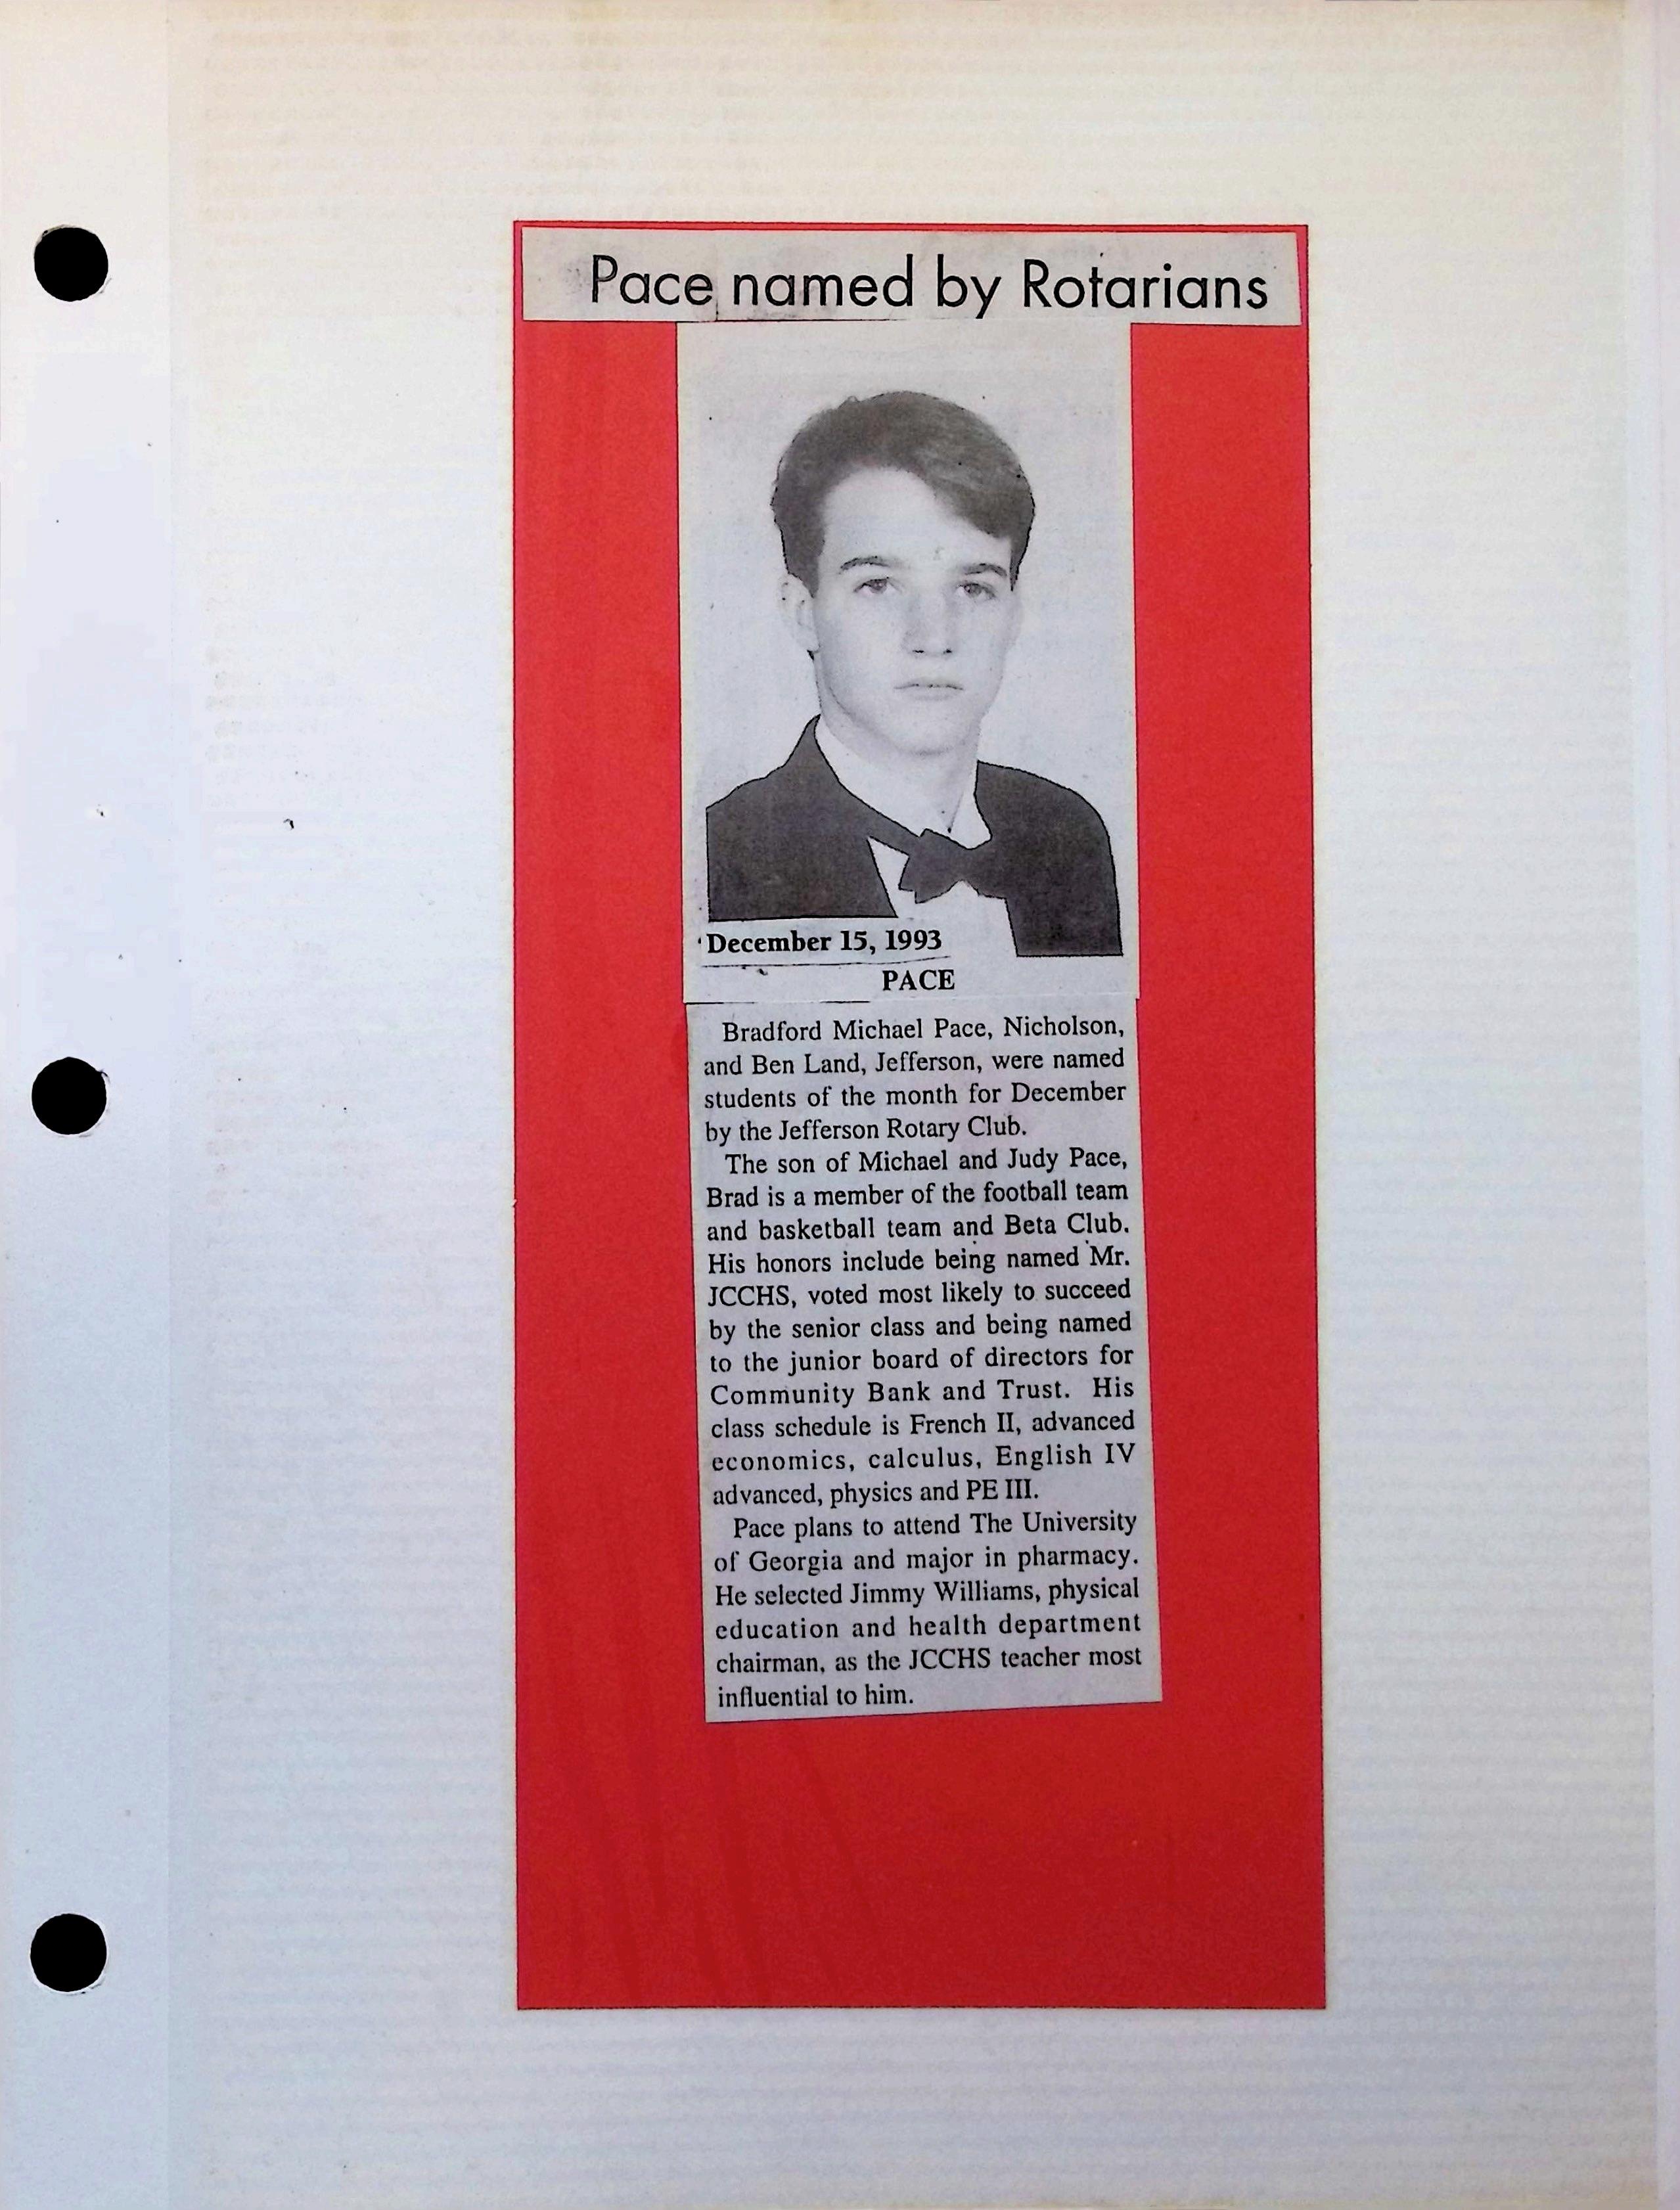 Pace named by Rotarians
December 15, 1993
PACE
Bradford Michael Pace, Nicholson,
and Ben Land, Jefferson, were named
students of the month for December
by the Jefferson Rotary Club.
The son of Michael and Judy Pace,
Brad is a member of the football team
and basketball team and Beta Club.
His honors include being named Mr.
JCCHS, voted most likely to succeed
by the senior class and being named
to the junior board of directors for
Community Bank and Trust. His
class schedule is French II, advanced
economics, calculus, English IV
advanced, physics and PE III.
Pace plans to attend The University
of Georgia and major in pharmacy.
He selected Jimmy Williams, physical
education and health department
chairman, as the JCCHS teacher most
influential to him.